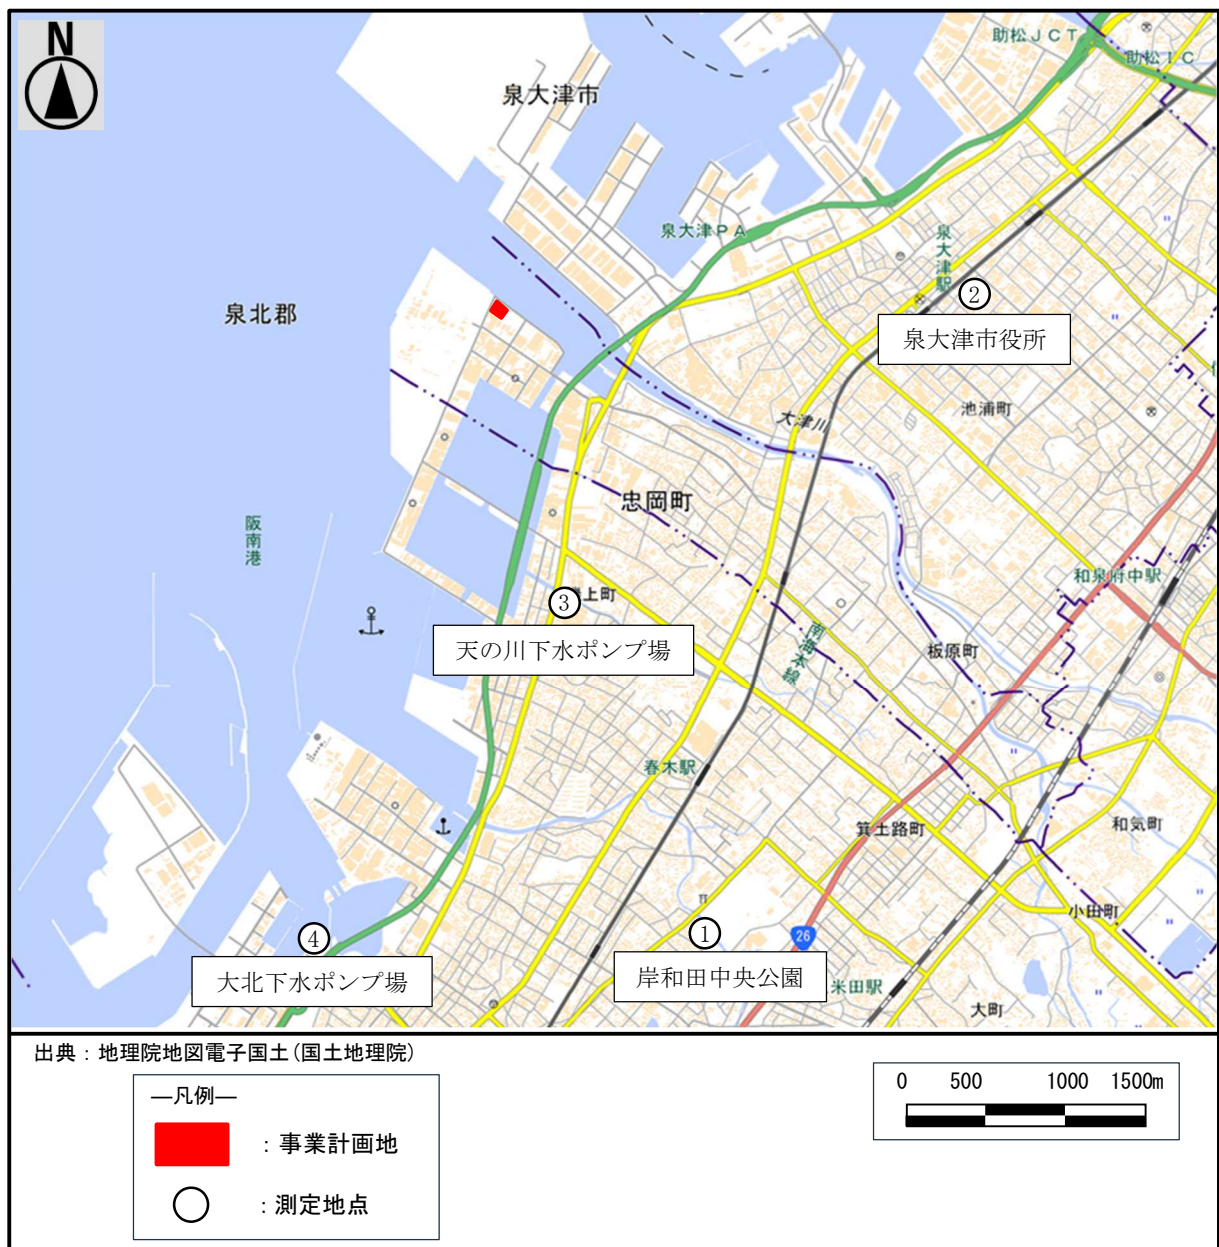 N
助松JCT
助松IC
泉大津市
泉大津PA
泉大津駅
②
泉大津市役所
泉北郡
池浦町
大津川
忠岡町
阪南港
和泉府中駅
③
上町
天の川下水ポンプ場
南海本線
板原町
春木駅
箕土路町
和気町
小田町
①
26
④
岸和田中央公園
大北下水ポンプ場
米田駅
大町
出典：地理院地図電子国土(国土地理院)
―凡例―
：事業計画地
：測定地点
0 500 1000 1500m